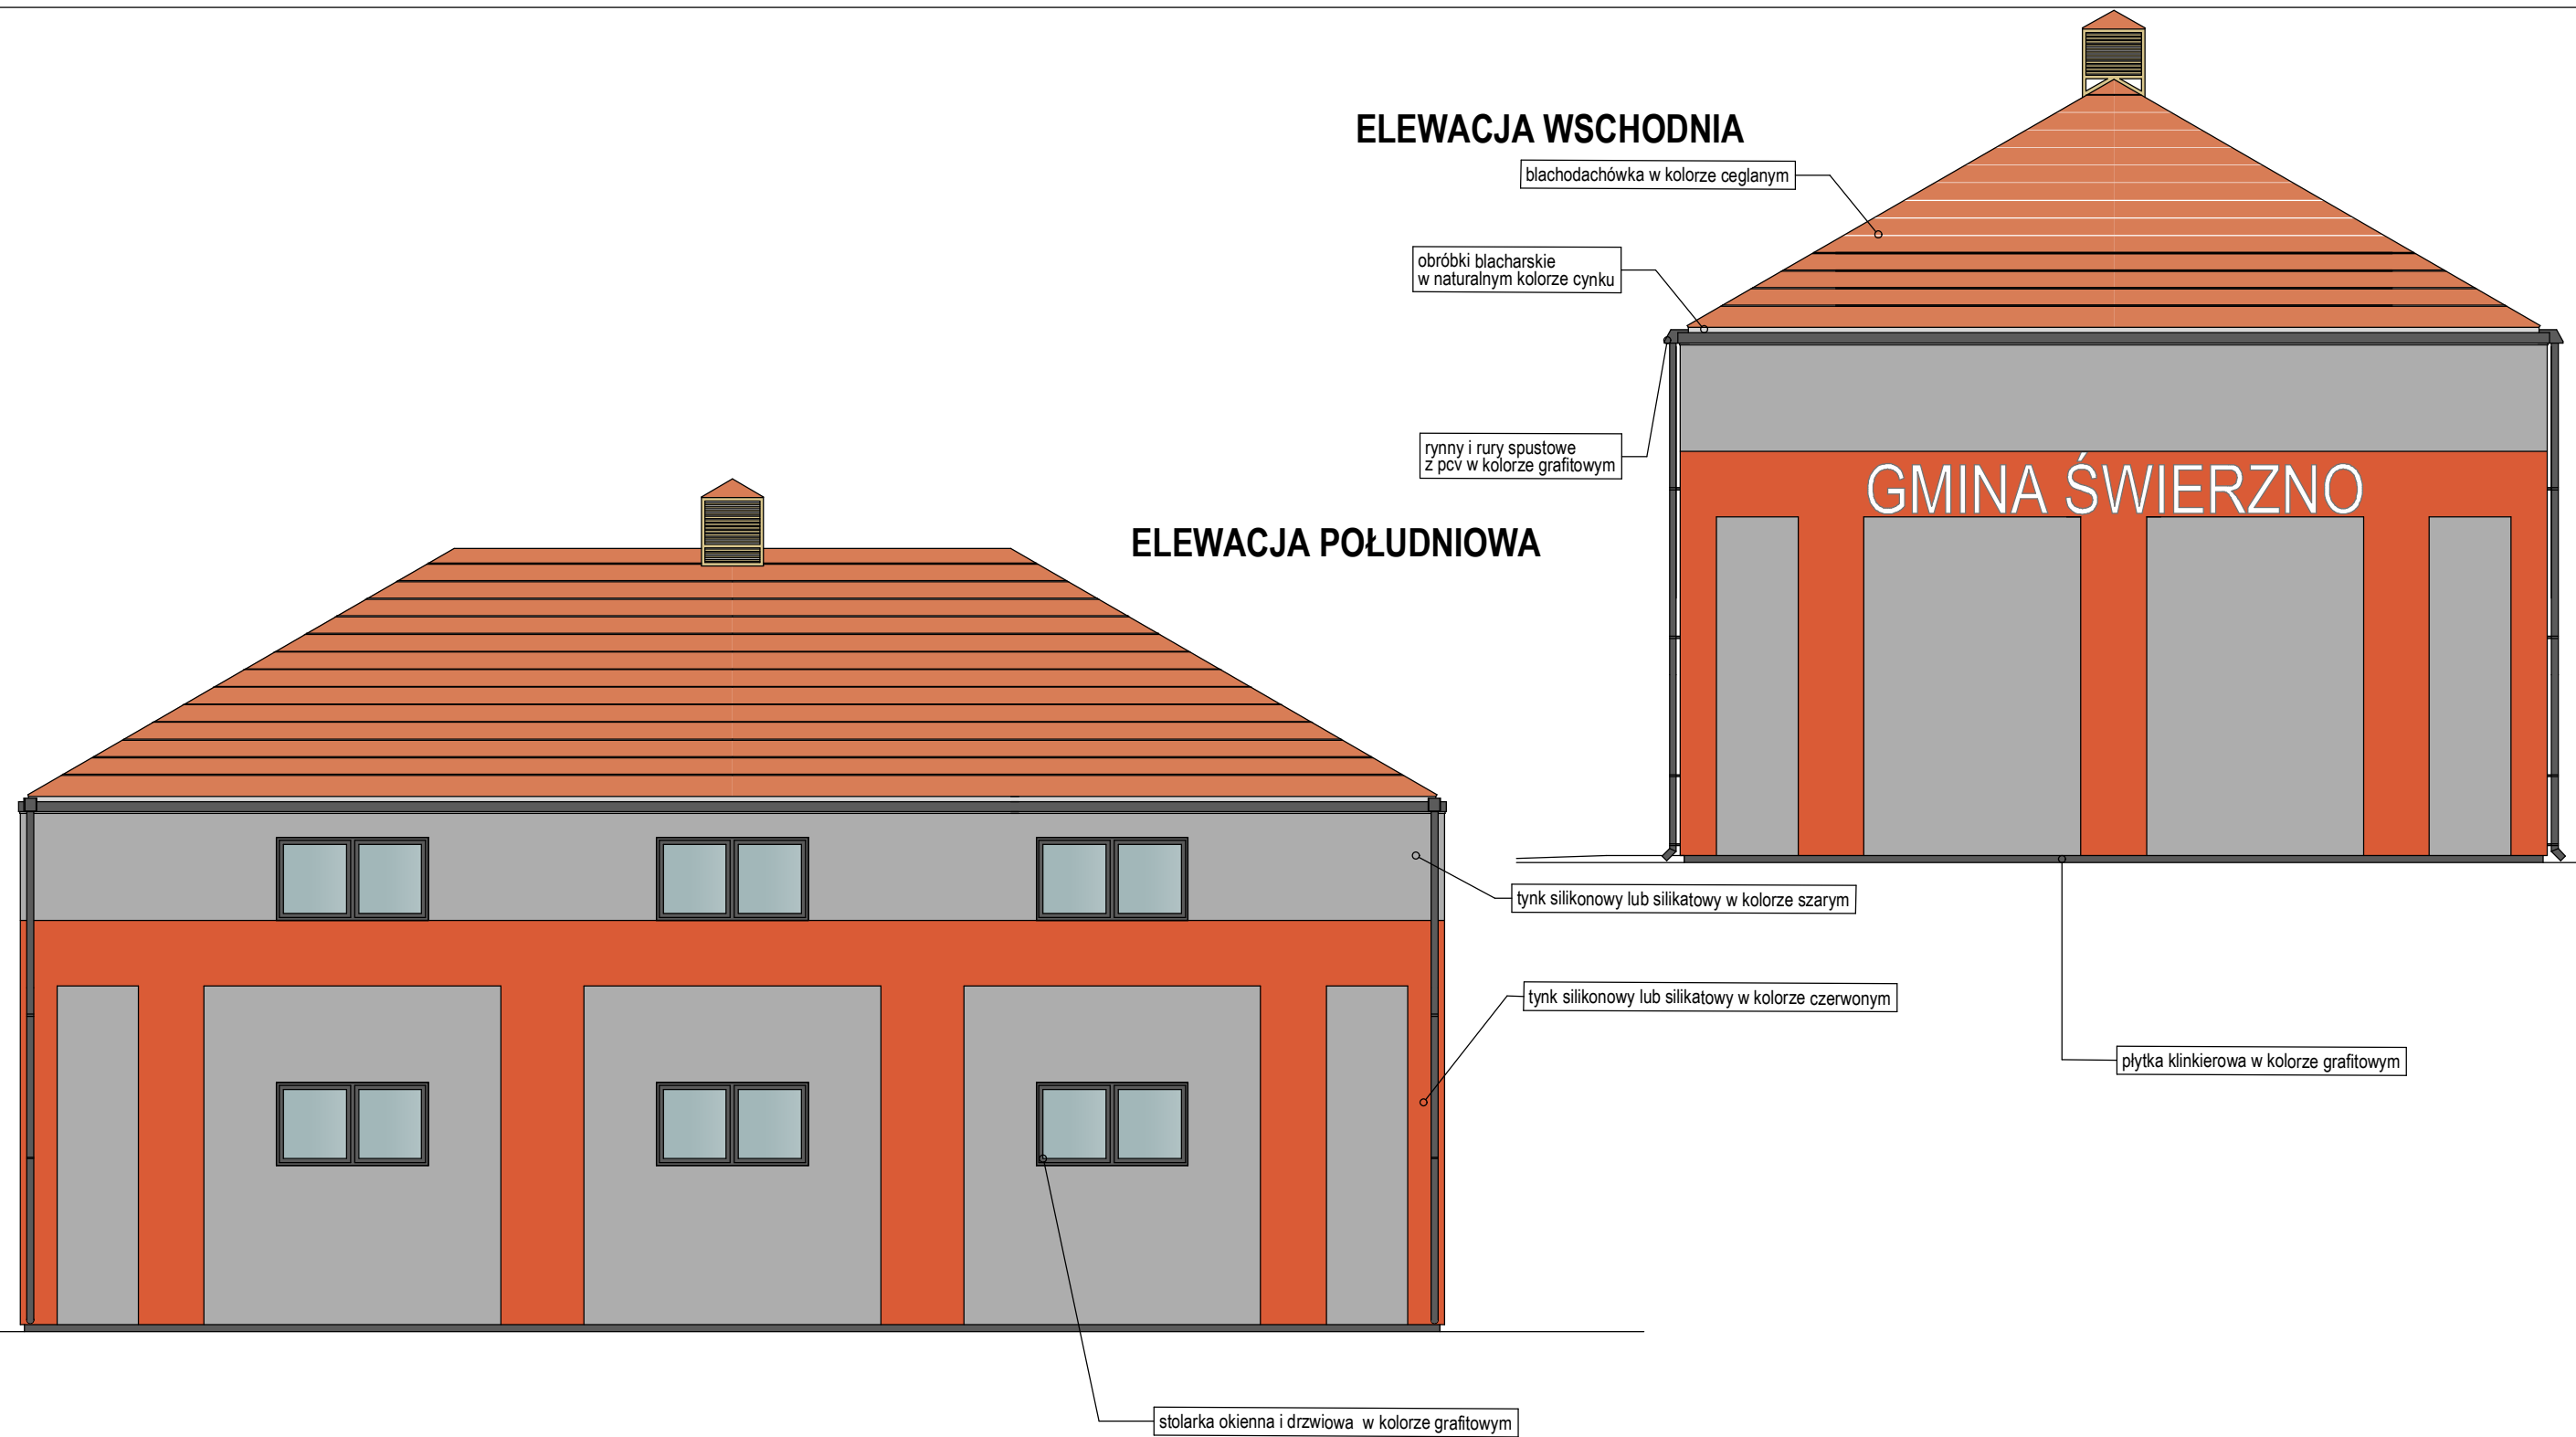 ELEWACJA WSCHODNIA
blachodachówka w kolorze ceglanym
obróbki blacharskie
w naturalnym kolorze cynku
rynny i rury spustowe
z pcv w kolorze grafitowym
GMINA ŚWIERZNO
ELEWACJA POŁUDNIOWA
tynk silikonowy lub silikatowy w kolorze szarym
tynk silikonowy lub silikatowy w kolorze czerwonym
płytka klinkierowa w kolorze grafitowym
stolarka okienna i drzwiowa w kolorze grafitowym